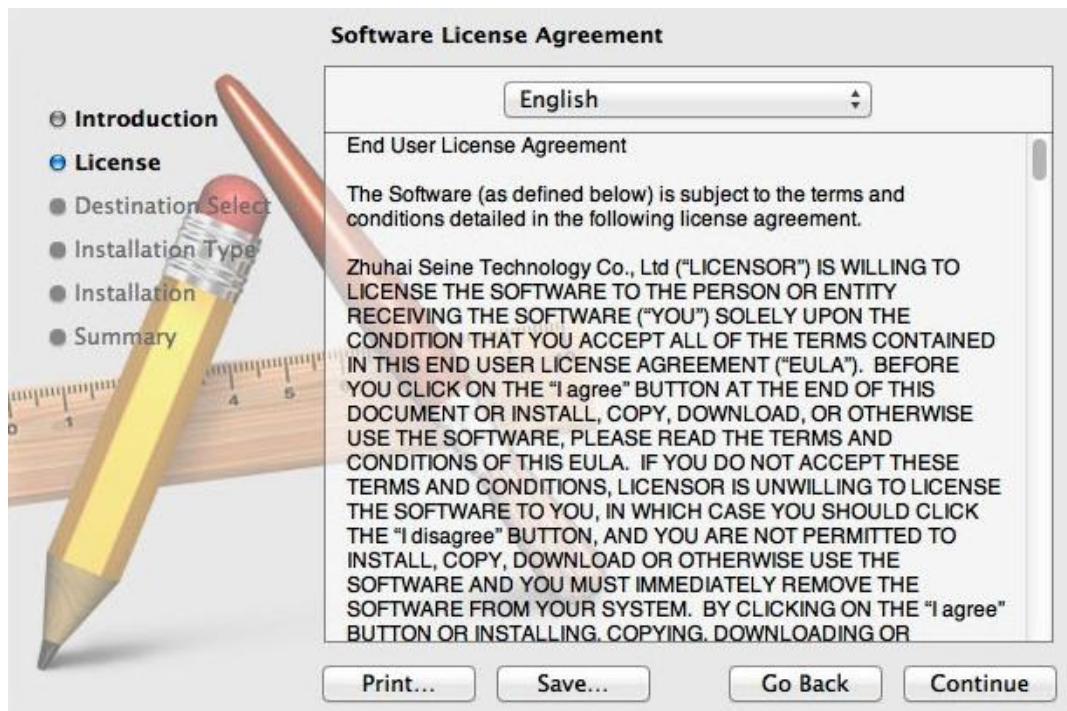 Software License Agreement
Introduction
License
Destination Select
Installation Type
Installation
Summary
English
End User License Agreement
The Software (as defined below) is subject to the terms and
conditions detailed in the following license agreement.
Zhuhai Seine Technology Co., Ltd (“LICENSOR”) IS WILLING TO
LICENSE THE SOFTWARE TO THE PERSON OR ENTITY
RECEIVING THE SOFTWARE (“YOU”) SOLELY UPON THE
CONDITION THAT YOU ACCEPT ALL OF THE TERMS CONTAINED
IN THIS END USER LICENSE AGREEMENT (“EULA”).  BEFORE
YOU CLICK ON THE “I agree” BUTTON AT THE END OF THIS
DOCUMENT OR INSTALL, COPY, DOWNLOAD, OR OTHERWISE
USE THE SOFTWARE, PLEASE READ THE TERMS AND
CONDITIONS OF THIS EULA.  IF YOU DO NOT ACCEPT THESE
TERMS AND CONDITIONS, LICENSOR IS UNWILLING TO LICENSE
THE SOFTWARE TO YOU, IN WHICH CASE YOU SHOULD CLICK
THE “I disagree” BUTTON, AND YOU ARE NOT PERMITTED TO
INSTALL, COPY, DOWNLOAD OR OTHERWISE USE THE
SOFTWARE AND YOU MUST IMMEDIATELY REMOVE THE
SOFTWARE FROM YOUR SYSTEM.  BY CLICKING ON THE “I agree”
BUTTON OR INSTALLING, COPYING, DOWNLOADING OR
0 1 4 5
Print...
Save...
Go Back
Continue